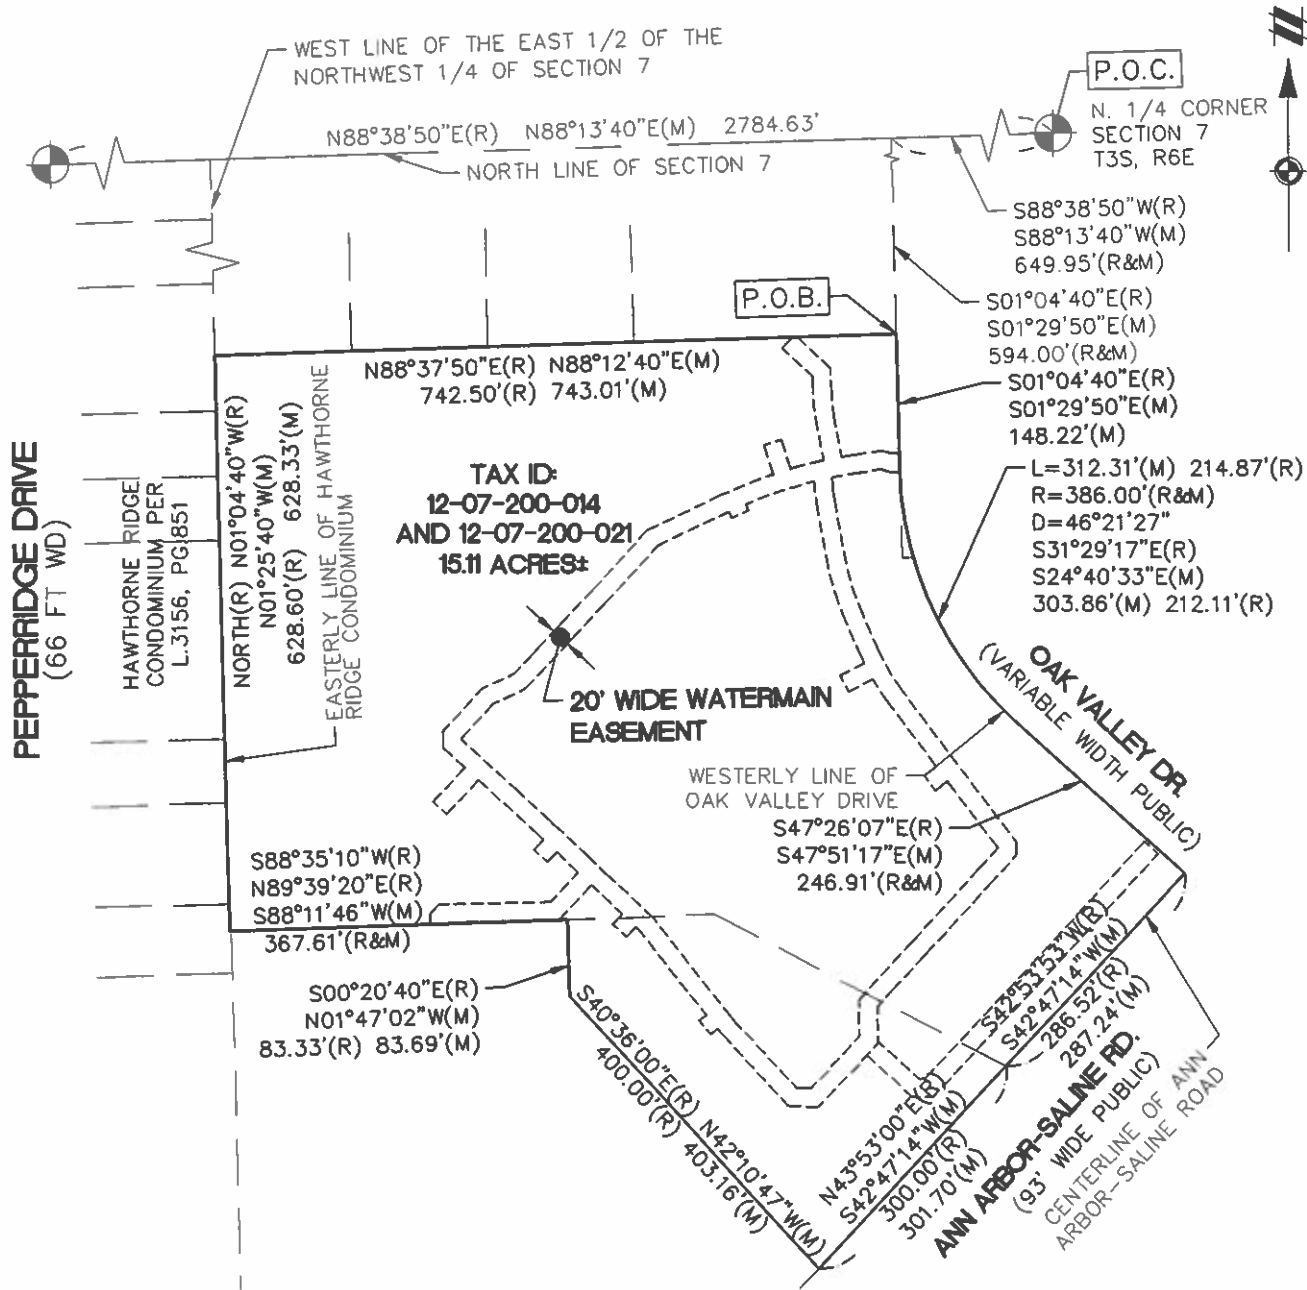 WEST LINE OF THE EAST 1/2 OF THE
NORTHWEST 1/4 OF SECTION 7
P.O.C.
N. 1/4 CORNER
SECTION 7
T3S, R6E
N88°38'50"E(R) N88°13'40"E(M) 2784.63'
NORTH LINE OF SECTION 7
S88°38'50"W(R)
S88°13'40"W(M)
649.95'(R&M)
P.O.B.
S01°04'40"E(R)
S01°29'50"E(M)
594.00'(R&M)
S01°04'40"E(R)
S01°29'50"E(M)
148.22'(M)
N88°37'50"E(R) N88°12'40"E(M)
742.50'(R) 743.01'(M)
L=312.31'(M) 214.87'(R)
R=386.00'(R&M)
D=46°21'27"
S31°29'17"E(R)
S24°40'33"E(M)
303.86'(M) 212.11'(R)
PEPPERRIDGE DRIVE
(66 FT WD)
HAWTHORNE RIDGE
CONDOMINIUM PER
L.3156, PG.851
NORTH(R) N01°04'40"W(R)
N01°25'40"W(M)
628.60'(R) 628.33'(M)
EASTERLY LINE OF HAWTHORNE
RIDGE CONDOMINIUM
TAX ID:
12-07-200-014
AND 12-07-200-021
15.11 ACRES±
20' WIDE WATERMAIN
EASEMENT
OAK VALLEY DR.
(VARIABLE WIDTH PUBLIC)
WESTERLY LINE OF
OAK VALLEY DRIVE
S47°26'07"E(R)
S47°51'17"E(M)
246.91'(R&M)
S88°35'10"W(R)
N89°39'20"E(R)
S88°11'46"W(M)
367.61'(R&M)
S00°20'40"E(R)
N01°47'02"W(M)
83.33'(R) 83.69'(M)
S40°36'00"E(R) N42°10'47"W(M)
400.00'(R) 403.16'(M)
S42°53'53"W(R)
S42°47'14"W(M)
286.52'(R)
287.24'(M)
N43°53'00"E(R)
S42°47'14"W(M)
300.00'(R)
301.70'(M)
ANN ARBOR-SALINE RD.
(93' WIDE PUBLIC)
CENTERLINE OF ANN
ARBOR-SALINE ROAD